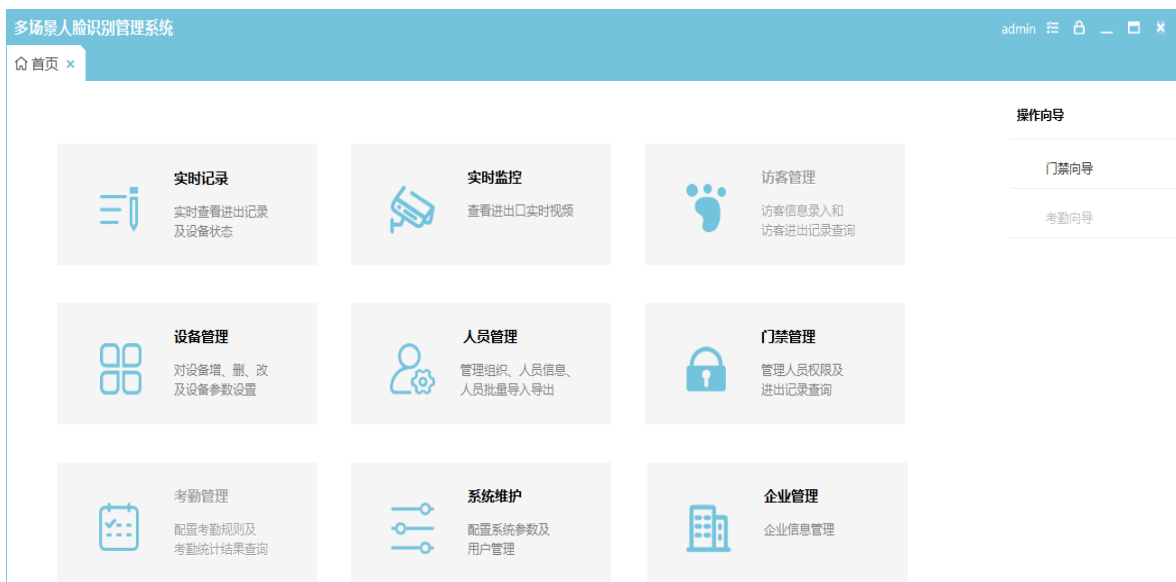 多场景人脸识别管理系统
admin
首页
操作向导
门禁向导
考勤向导
实时记录
实时查看进出记录
及设备状态
实时监控
查看进出口实时视频
访客管理
访客信息录入和
访客进出记录查询
设备管理
对设备增、删、改
及设备参数设置
人员管理
管理组织、人员信息、
人员批量导入导出
门禁管理
管理人员权限及
进出记录查询
考勤管理
配置考勤规则及
考勤统计结果查询
系统维护
配置系统参数及
用户管理
企业管理
企业信息管理